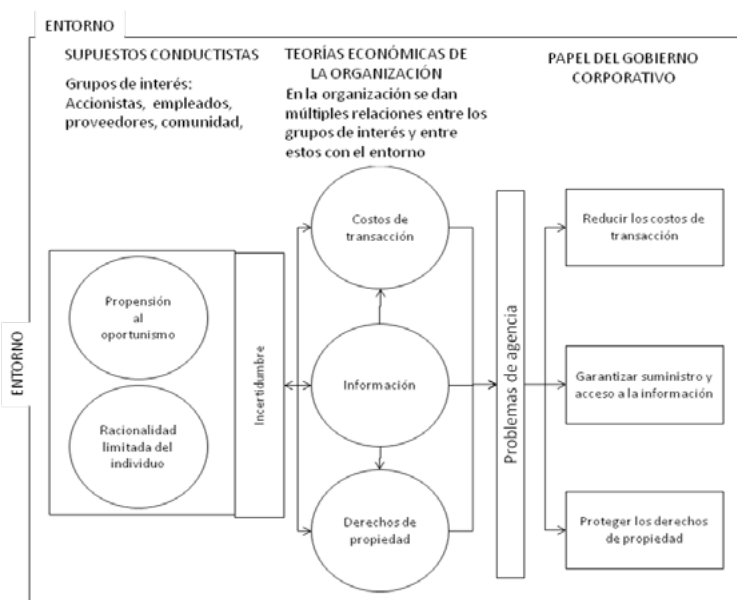 ENTORNO
SUPUESTOS CONDUCTISTAS
Grupos de interés:
Accionistas, empleados,
proveedores, comunidad,
TEORÍAS ECONÓMICAS DE
LA ORGANIZACIÓN
En la organización se dan
múltiples relaciones entre los
grupos de interés y entre
estos con el entorno
PAPEL DEL GOBIERNO
CORPORATIVO
ENTORNO
Propensión
al
oportunismo
Racionalidad
limitada del
individuo
Incertidumbre
Costos de
transacción
Información
Derechos de
propiedad
Problemas de agencia
Reducir los costos de
transacción
Garantizar suministro y
acceso a la información
Proteger los derechos
de propiedad